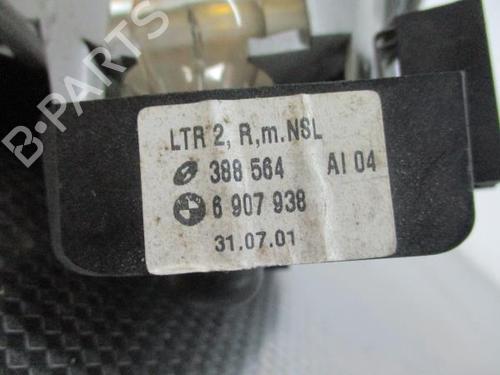 B-PARTS
LTR 2, R,m.NSL
388 564 AI 04
6 907 938
31.07.01